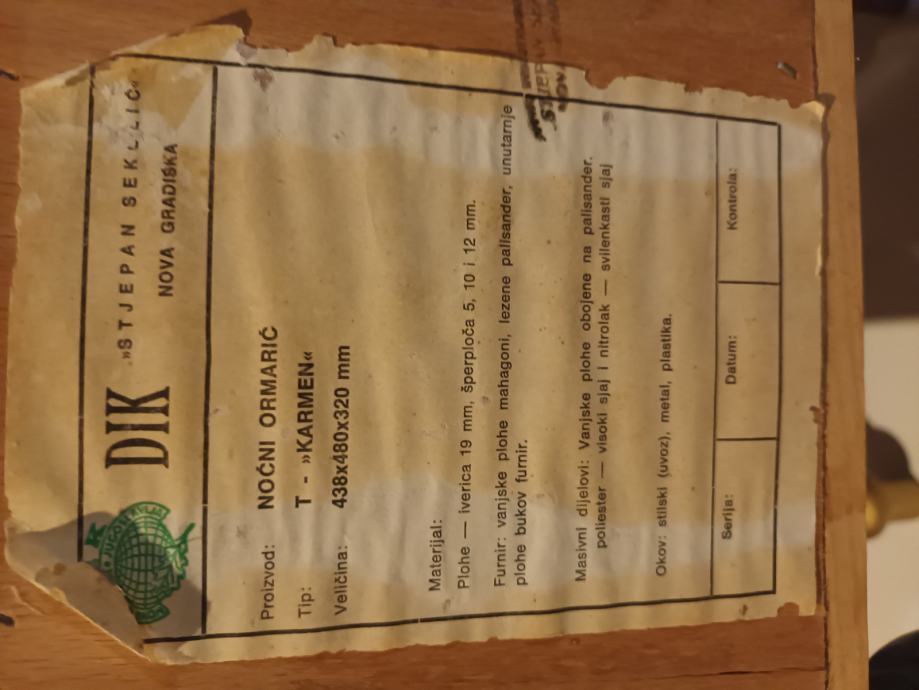 DIK »STJEPAN SEKLIĆ«
NOVA GRADIŠKA
Proizvod: NOĆNI ORMARIĆ
Tip: T - »KARMEN«
Veličina: 438x480x320 mm
Materijal:
Plohe — iverica 19 mm, šperploča 5, 10 i 12 mm.
Furnir: vanjske plohe mahagoni, lezene palisander, unutarnje
plohe bukov furnir.
Masivni dijelovi: Vanjske plohe obojene na palisander.
poliester — visoki sjaj i nitrolak — svilenkasti sjaj
Okov: stilski (uvoz), metal, plastika.
Serija: Datum: Kontrola: